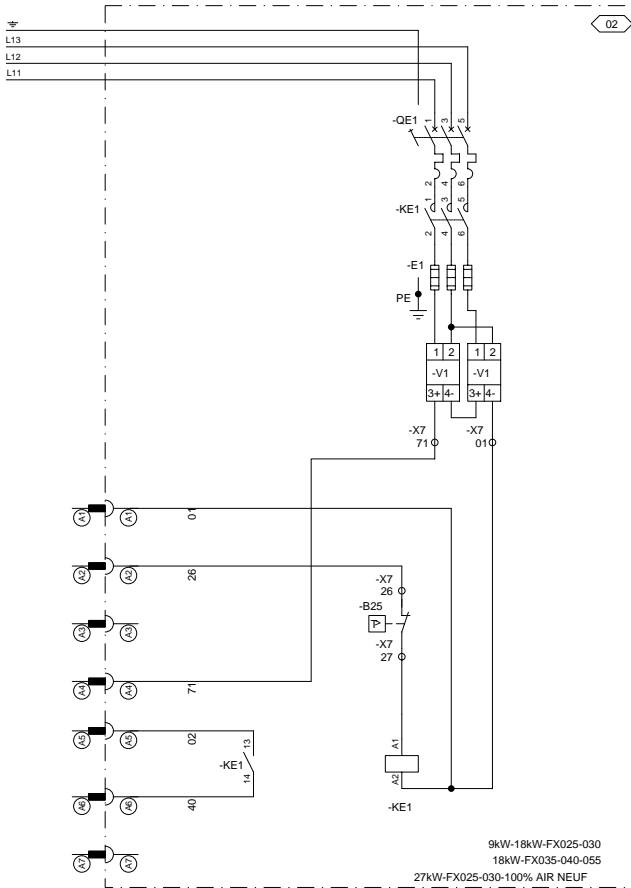 02
L13
L12
L11
-QE1
1 3 5
2 4 6
-KE1
1 3 5
2 4 6
-E1
PE
1 2 1 2
-V1 -V1
3+ 4- 3+ 4-
-X7 -X7
71 01
A1 A1 01
A2 A2 26
-X7
26
-B25
T>
A3 A3
-X7
27
A4 A4 71
A5 A5 02
13
-KE1
14
A1
A2
-KE1
A6 A6 40
A7 A7
9kW-18kW-FX025-030
18kW-FX035-040-055
27kW-FX025-030-100% AIR NEUF